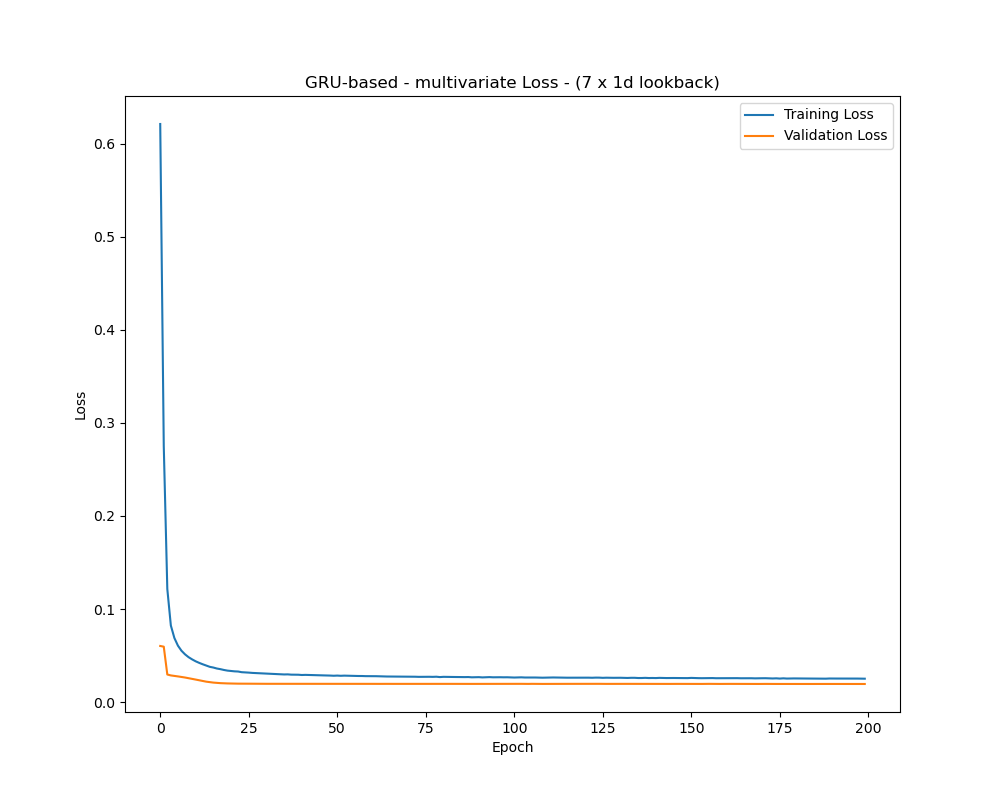 GRU-based - multivariate Loss - (7 x 1d lookback)
Training Loss
Validation Loss
0.6
0.5
0.4
0.3
0.2
0.1
0.0
Loss
0 25 50 75 100 125 150 175 200
Epoch